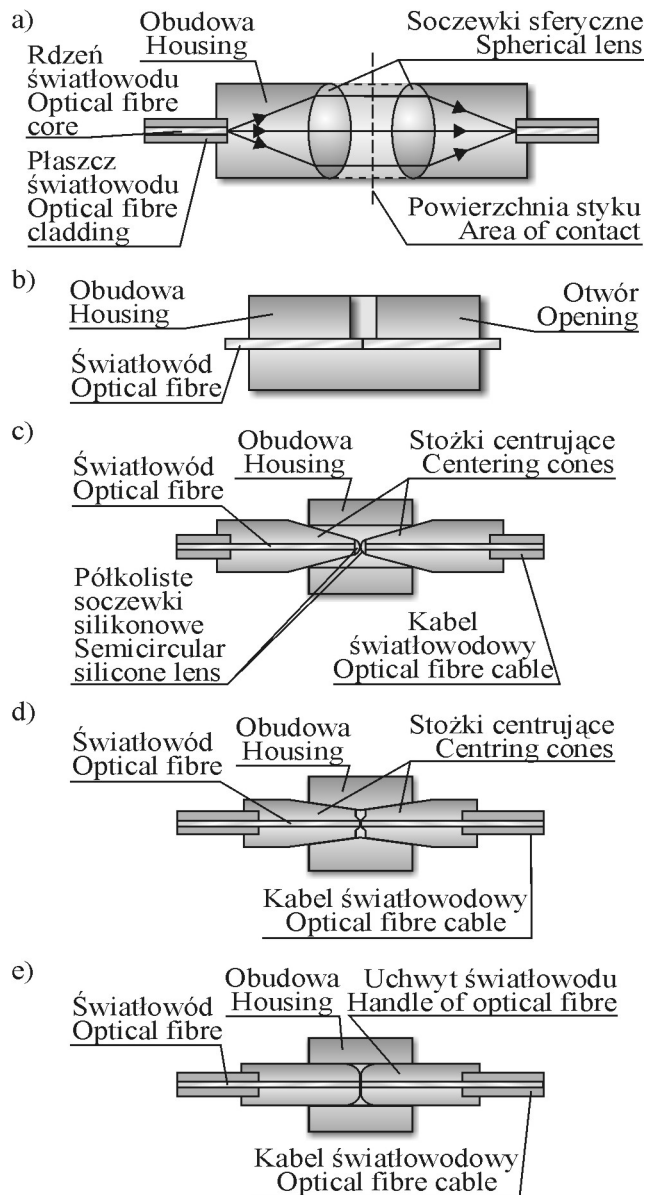 a)
Obudowa
Housing
Soczewki sferyczne
Spherical lens
Rdzeń
światłowodu
Optical fibre
core
Płaszcz
światłowodu
Optical fibre
cladding
Powierzchnia styku
Area of contact
b)
Obudowa
Housing
Otwór
Opening
Światłowód
Optical fibre
c)
Obudowa
Housing
Stożki centrujące
Centering cones
Światłowód
Optical fibre
Półkoliste
soczewki
silikonowe
Semicircular
silicone lens
Kabel
światłowodowy
Optical fibre cable
d)
Obudowa
Housing
Stożki centrujące
Centring cones
Światłowód
Optical fibre
Kabel światłowodowy
Optical fibre cable
e)
Obudowa
Housing
Uchwyt światłowodu
Handle of optical fibre
Światłowód
Optical fibre
Kabel światłowodowy
Optical fibre cable